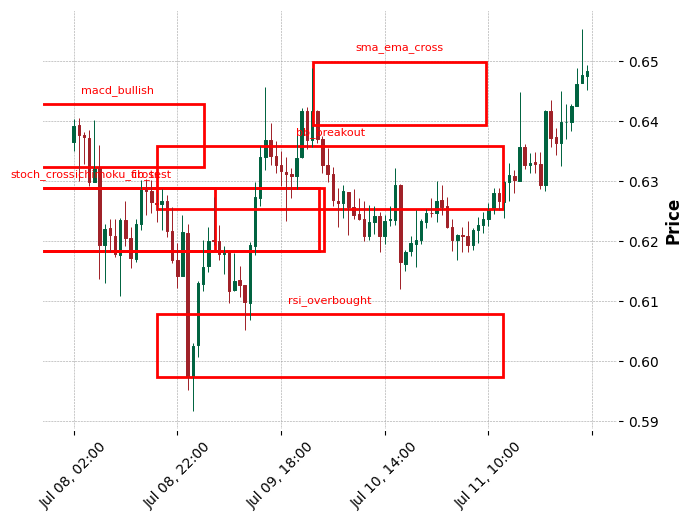 sma_ema_cross
0.65
macd_bullish
0.64
bb_breakout
stoch_cross
0.63
Price
0.62
0.61
rsi_overbought
0.60
0.59
Jul 08, 02:00
Jul 08, 22:00
Jul 09, 18:00
Jul 10, 14:00
Jul 11, 10:00